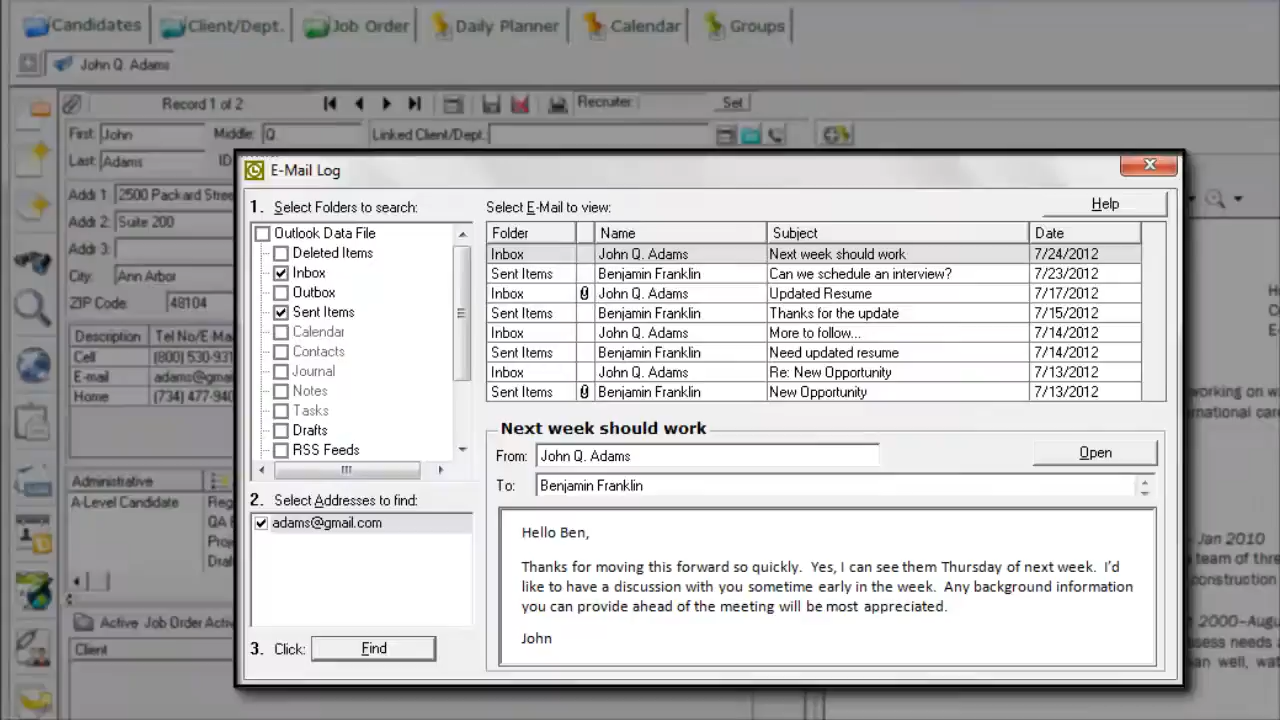 Candidates
Client/Dept.
Job Order
Daily Planner
Calendar
Groups
John Q. Adams
Record 1 of 2
Recruiter:
Set
First: John
Middle: Q
Linked Client/Dept.
Last: Adams
ID
Addr 1: 2500 Packard Stree
Addr 2: Suite 200
Addr 3:
City: Ann Arbor
ZIP Code: 48104
Description Tel No/E-Ma
Cell (800) 530-931
E-mail adams@gmai
Home (734) 477-940
Administrative
A-Level Candidate
Reg
QA E
Proj
Draf
Active Job Order Activ
Client
E-Mail Log
1. Select Folders to search:
Outlook Data File
Deleted Items
Inbox
Outbox
Sent Items
Calendar
Contacts
Journal
Notes
Tasks
Drafts
RSS Feeds
2. Select Addresses to find:
adams@gmail.com
3. Click: Find
Select E-Mail to view:
Help
Folder Name Subject Date
Inbox John Q. Adams Next week should work 7/24/2012
Sent Items Benjamin Franklin Can we schedule an interview? 7/23/2012
Inbox John Q. Adams Updated Resume 7/17/2012
Sent Items Benjamin Franklin Thanks for the update 7/15/2012
Inbox John Q. Adams More to follow... 7/14/2012
Sent Items Benjamin Franklin Need updated resume 7/14/2012
Inbox John Q. Adams Re: New Opportunity 7/13/2012
Sent Items Benjamin Franklin New Opportunity 7/13/2012
Next week should work
From: John Q. Adams
Open
To: Benjamin Franklin
Hello Ben,
Thanks for moving this forward so quickly. Yes, I can see them Thursday of next week. I'd
like to have a discussion with you sometime early in the week. Any background information
you can provide ahead of the meeting will be most appreciated.
John
working on w
national care
- Jan 2010
team of three
construction
2000–Augu
ness needs a
an well, wat